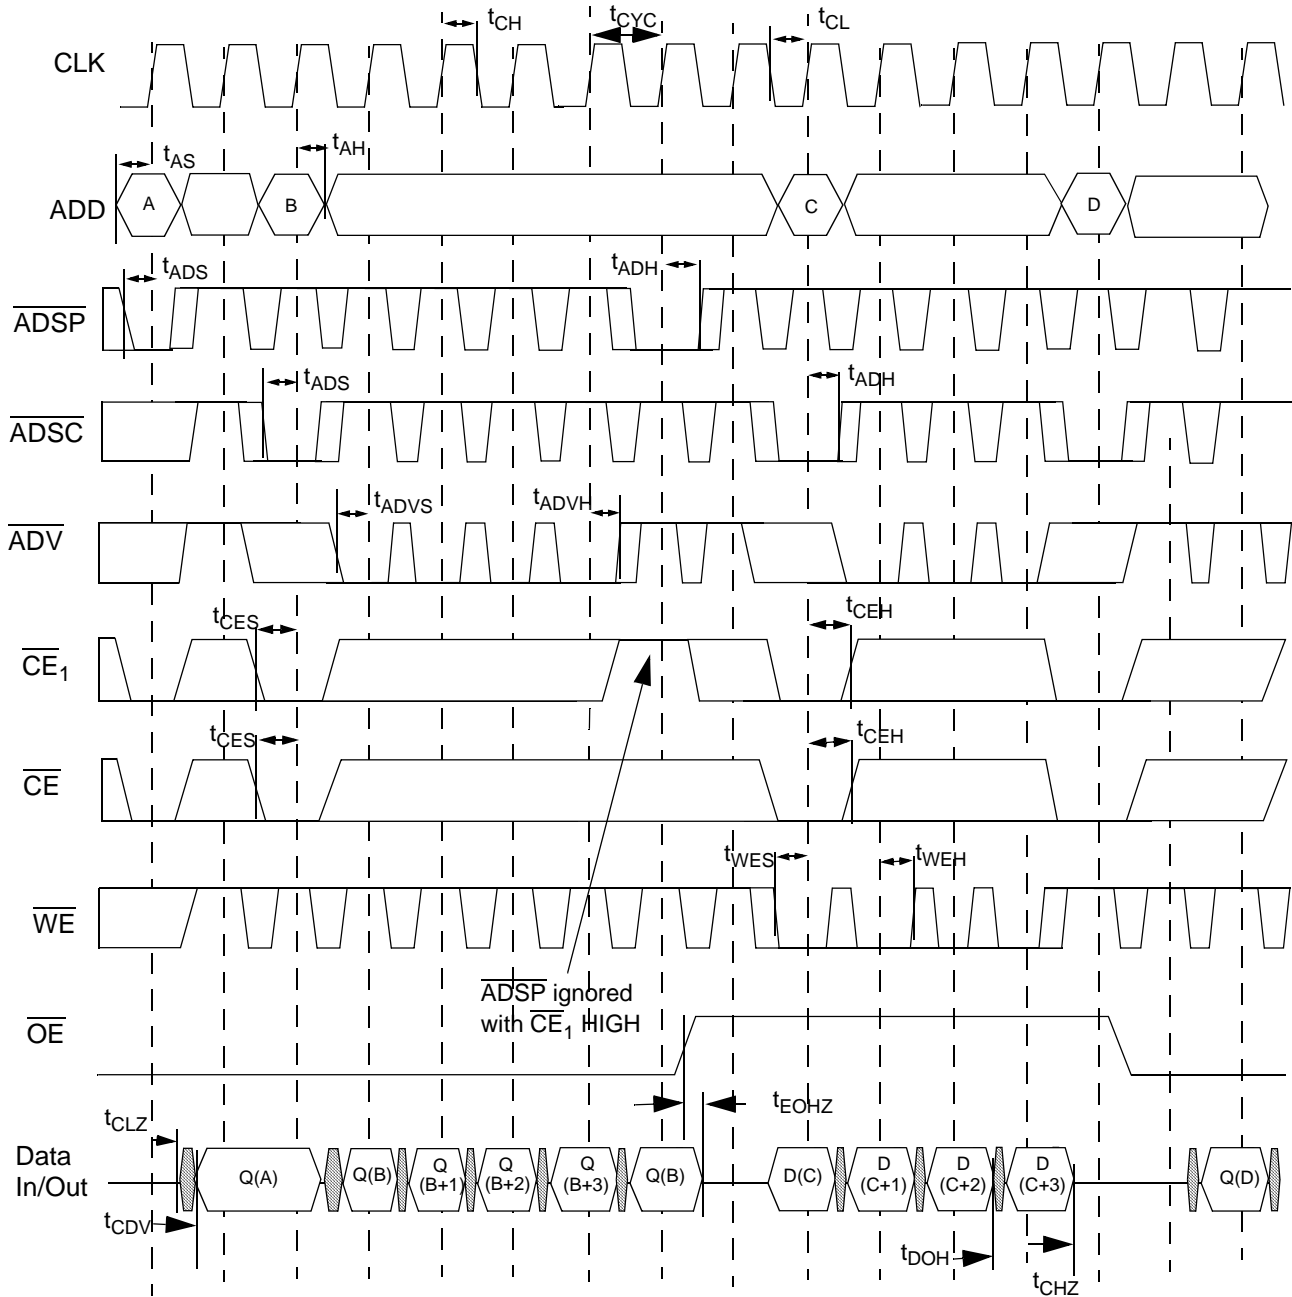 tCH tCYC tCL
CLK
tAS tAH
ADD A B C D
tADS tADH
ADSP
tADS tADH
ADSC
tADVS tADVH
ADV
tCES tCEH
CE1
tCES tCEH
CE
tWES tWEH
WE
ADSP ignored
with CE1 HIGH
OE
tCLZ tEOHZ
Data
In/Out
Q(A) Q(B) Q
(B+1) Q
(B+2) Q
(B+3) Q(B) D(C) D
(C+1) D
(C+2) D
(C+3) Q(D)
tCDV tDOH
tCHZ